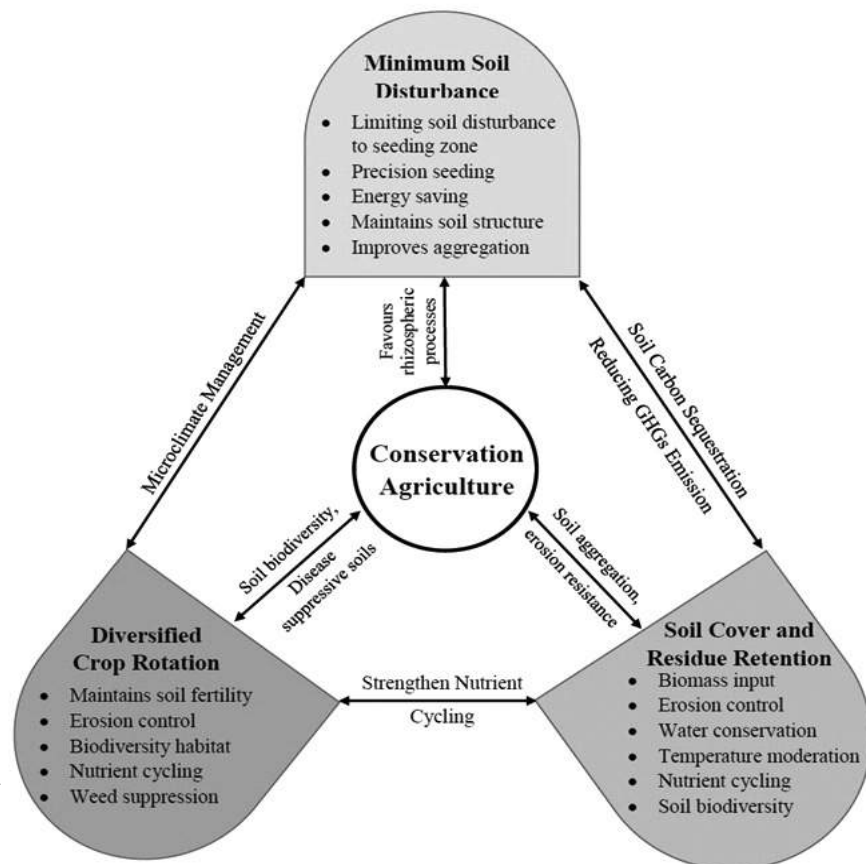 Minimum Soil
Disturbance
• Limiting soil disturbance
to seeding zone
• Precision seeding
• Energy saving
• Maintains soil structure
• Improves aggregation
Microclimate Management
Favours
rhizospheric
processes
Soil Carbon Sequestration
Reducing GHGs Emission
Conservation
Agriculture
Soil biodiversity,
Disease
suppressive soils
Soil aggregation,
erosion resistance
Diversified
Crop Rotation
• Maintains soil fertility
• Erosion control
• Biodiversity habitat
• Nutrient cycling
• Weed suppression
Strengthen Nutrient
Cycling
Soil Cover and
Residue Retention
• Biomass input
• Erosion control
• Water conservation
• Temperature moderation
• Nutrient cycling
• Soil biodiversity